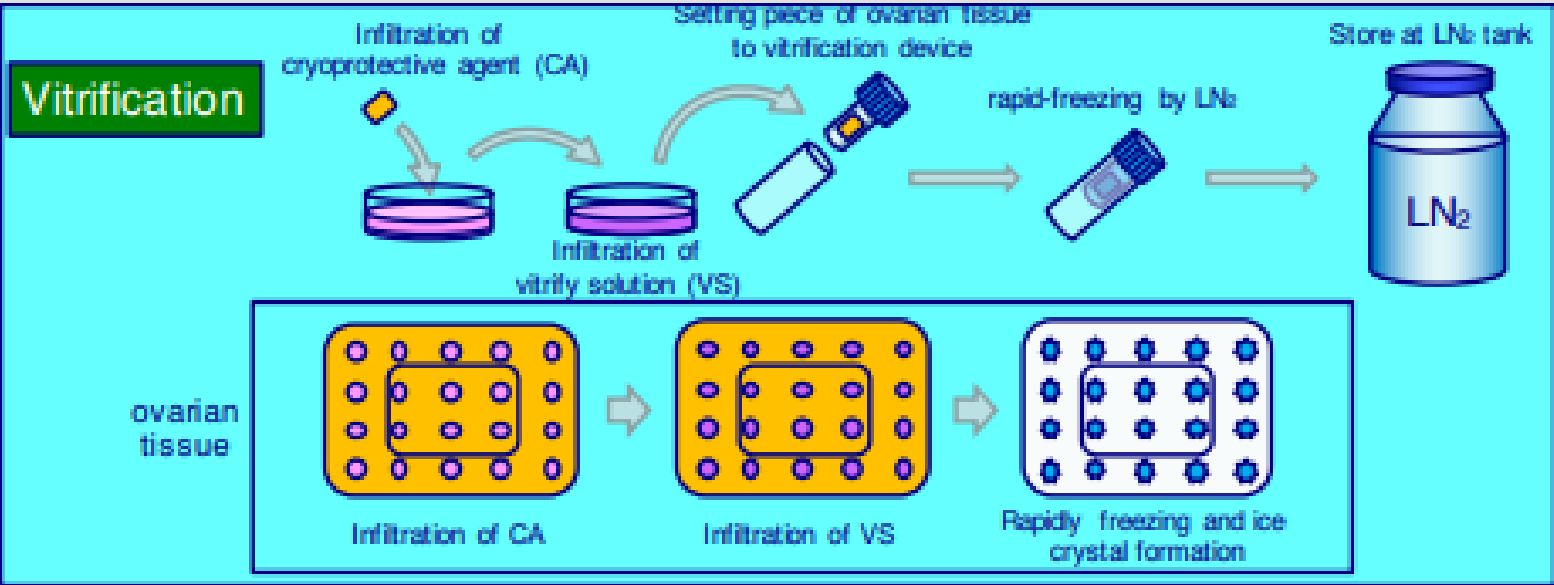 Vitrification
Infiltration of
cryoprotective agent (CA)
Setting piece of ovarian tissue
to vitrification device
rapid-freezing by LN₂
Store at LN₂ tank
LN₂
Infiltration of
vitrify solution (VS)
ovarian
tissue
Infiltration of CA
Infiltration of VS
Rapidly freezing and ice
crystal formation